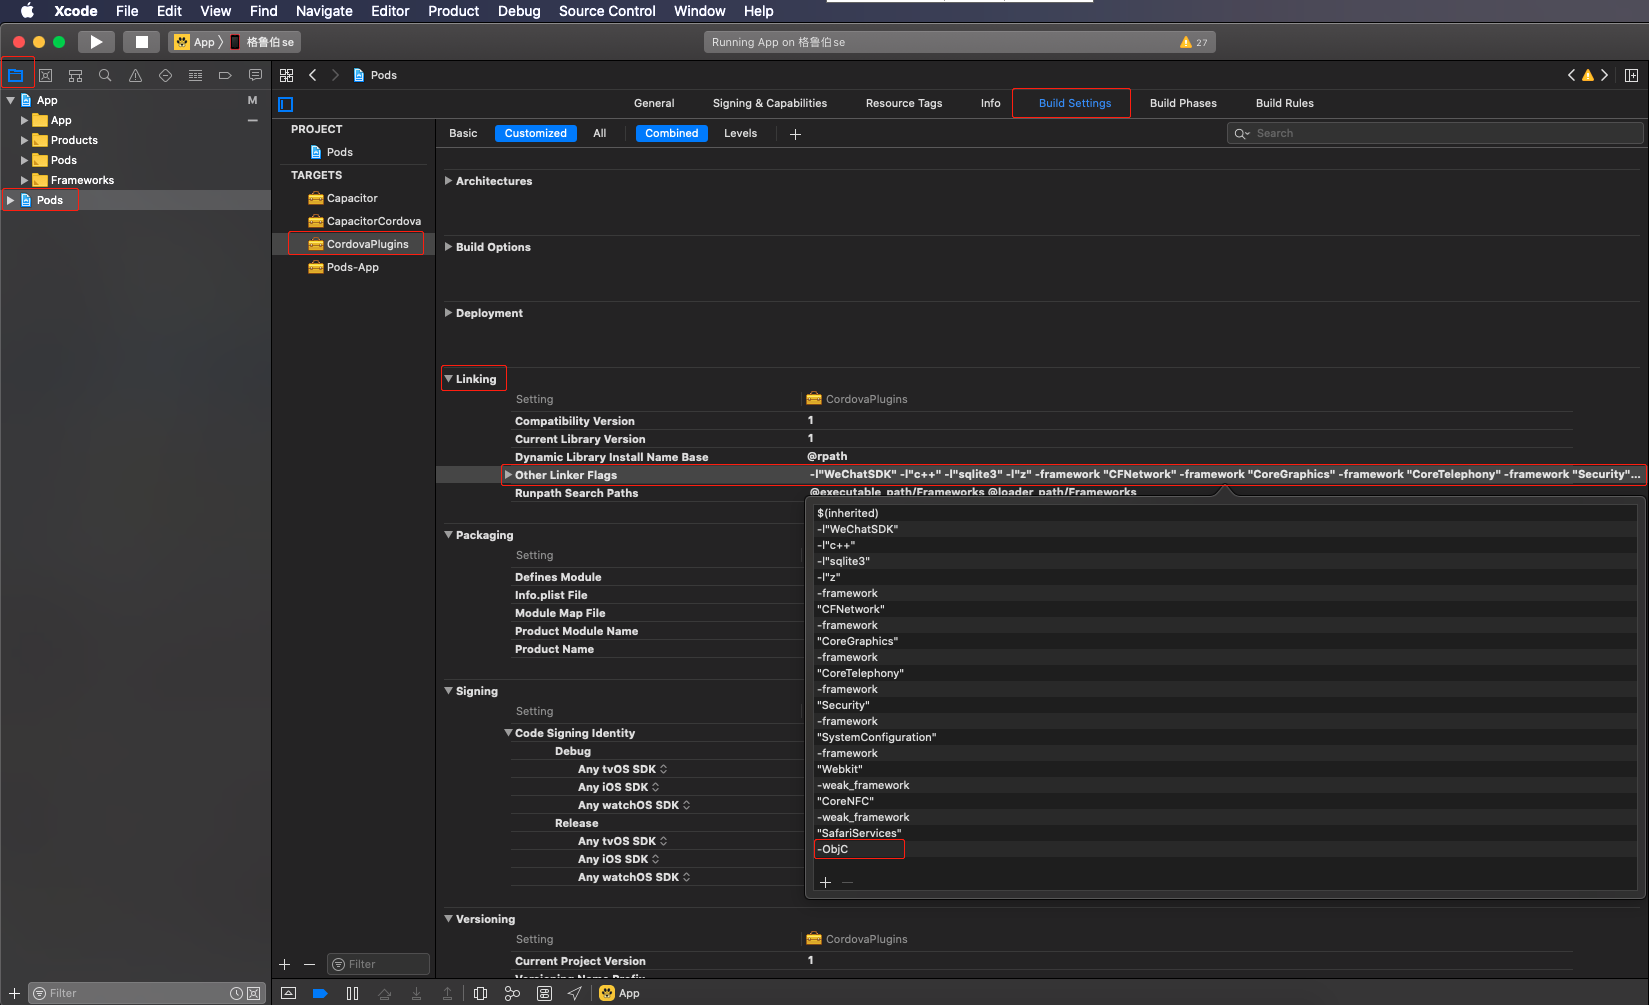 Xcode File Edit View Find Navigate Editor Product Debug Source Control Window Help
App 格鲁伯se
Running App on 格鲁伯se
27
Pods
App M
App
Products
Pods
Frameworks
Pods
General Signing & Capabilities Resource Tags Info Build Settings Build Phases Build Rules
PROJECT
Pods
TARGETS
Capacitor
CapacitorCordova
CordovaPlugins
Pods-App
Basic Customized All Combined Levels
Search
Architectures
Build Options
Deployment
Linking
Setting CordovaPlugins
Compatibility Version 1
Current Library Version 1
Dynamic Library Install Name Base @rpath
Other Linker Flags -l"WeChatSDK" -l"c++" -l"sqlite3" -l"z" -framework "CFNetwork" -framework "CoreGraphics" -framework "CoreTelephony" -framework "Security"...
Runpath Search Paths @executable_path/Frameworks @loader_path/Frameworks
$(inherited)
-l"WeChatSDK"
-l"c++"
-l"sqlite3"
-l"z"
-framework
"CFNetwork"
-framework
"CoreGraphics"
-framework
"CoreTelephony"
-framework
"Security"
-framework
"SystemConfiguration"
-framework
"Webkit"
-weak_framework
"CoreNFC"
-weak_framework
"SafariServices"
-ObjC
Packaging
Setting
Defines Module
Info.plist File
Module Map File
Product Module Name
Product Name
Signing
Setting
Code Signing Identity
Debug
Any tvOS SDK
Any iOS SDK
Any watchOS SDK
Release
Any tvOS SDK
Any iOS SDK
Any watchOS SDK
Versioning
Setting CordovaPlugins
Current Project Version 1
Versioning Name Prefix
Filter
Filter
App